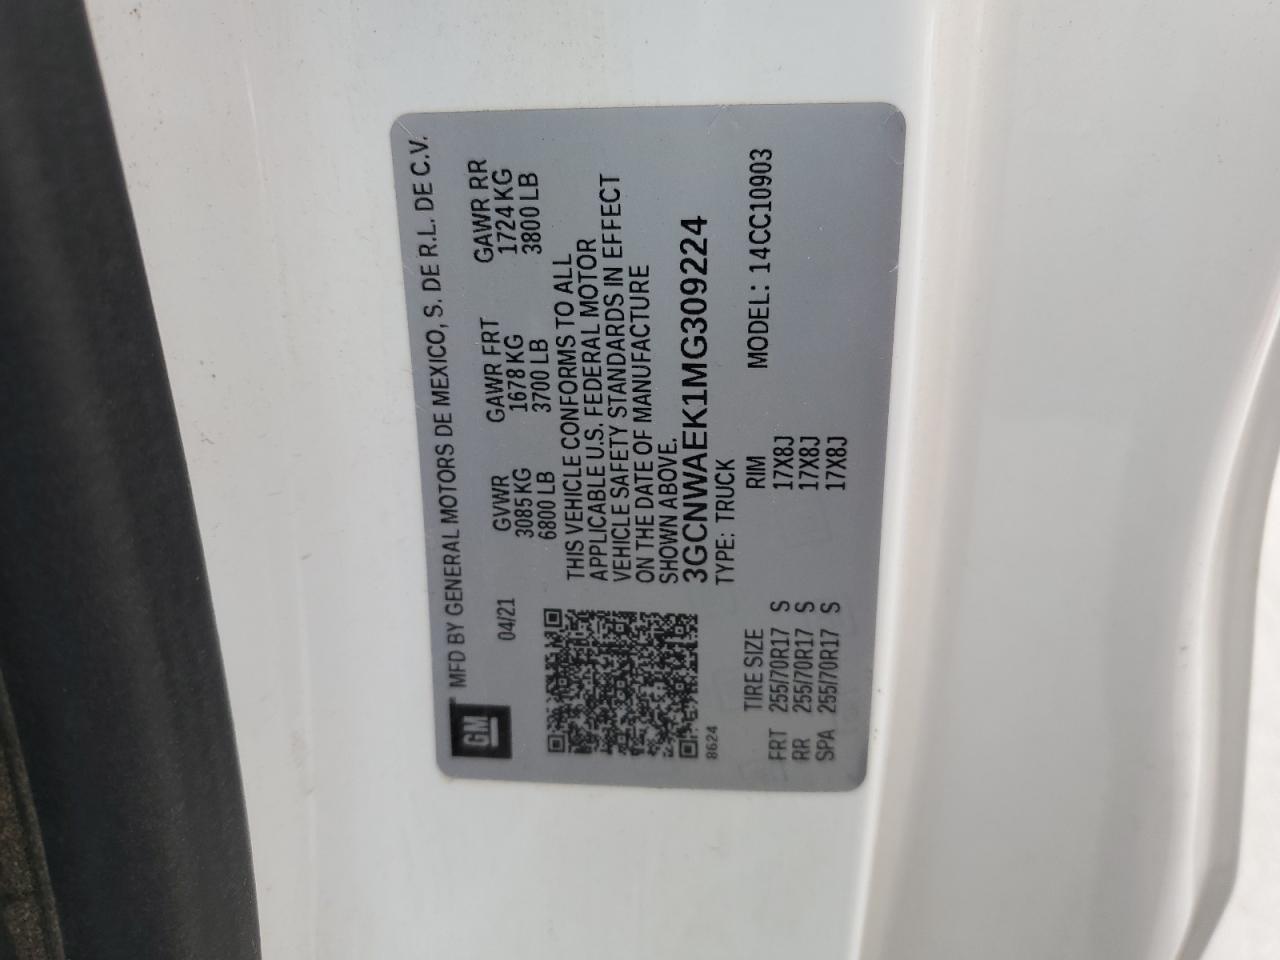 GM
MFD BY GENERAL MOTORS DE MEXICO, S. DE R.L. DE C.V.
04/21
GVWR GAWR FRT GAWR RR
3085 KG 1678 KG 1724 KG
6800 LB 3700 LB 3800 LB
THIS VEHICLE CONFORMS TO ALL
APPLICABLE U.S. FEDERAL MOTOR
VEHICLE SAFETY STANDARDS IN EFFECT
ON THE DATE OF MANUFACTURE
SHOWN ABOVE.
3GCNWAEK1MG309224
8624
TYPE: TRUCK
TIRE SIZE RIM MODEL: 14CC10903
FRT 255/70R17 S 17X8J
RR 255/70R17 S 17X8J
SPA 255/70R17 S 17X8J